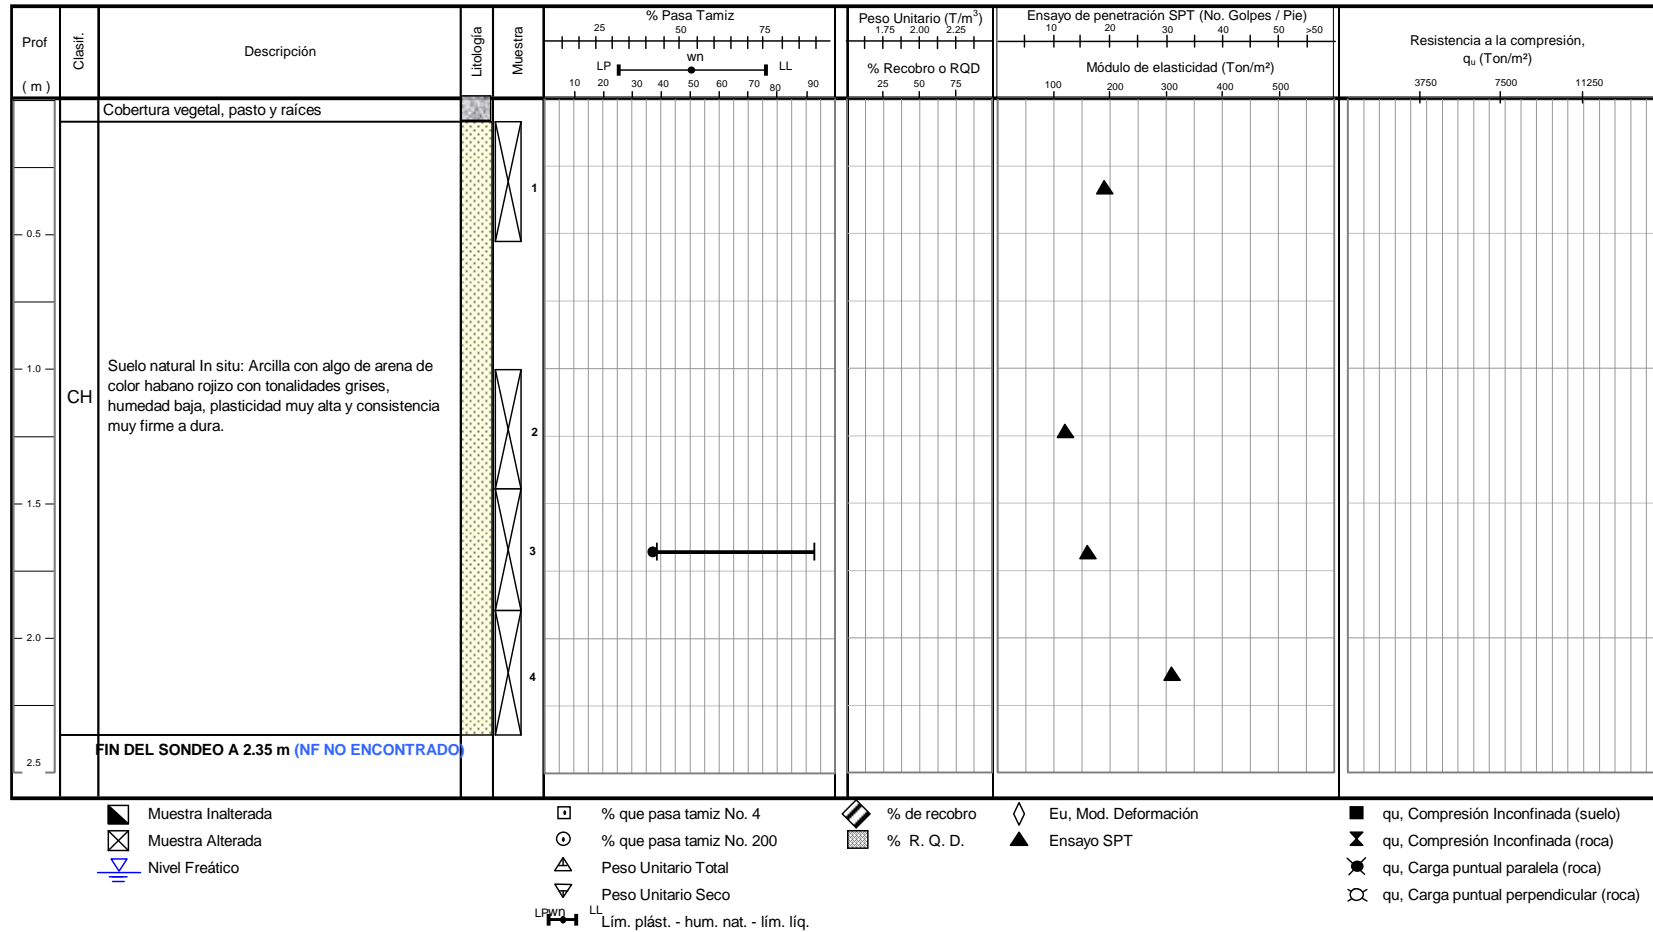 Prof
( m )
Clasif.
Descripción
Litología
Muestra
% Pasa Tamiz
25 50 75
wn
LP LL
10 20 30 40 50 60 70 80 90
Peso Unitario (T/m³)
1.75 2.00 2.25
% Recobro o RQD
25 50 75
Ensayo de penetración SPT (No. Golpes / Pie)
10 20 30 40 50 >50
Módulo de elasticidad (Ton/m²)
100 200 300 400 500
Resistencia a la compresión,
qu (Ton/m²)
3750 7500 11250
Cobertura vegetal, pasto y raíces
1
0.5
1.0
CH
Suelo natural In situ: Arcilla con algo de arena de
color habano rojizo con tonalidades grises,
humedad baja, plasticidad muy alta y consistencia
muy firme a dura.
2
1.5
3
2.0
4
FIN DEL SONDEO A 2.35 m (NF NO ENCONTRADO)
2.5
Muestra Inalterada
Muestra Alterada
Nivel Freático
% que pasa tamiz No. 4
% que pasa tamiz No. 200
Peso Unitario Total
Peso Unitario Seco
LP wn LL
Lím. plást. - hum. nat. - lím. líq.
% de recobro
% R. Q. D.
Eu, Mod. Deformación
Ensayo SPT
qu, Compresión Inconfinada (suelo)
qu, Compresión Inconfinada (roca)
qu, Carga puntual paralela (roca)
qu, Carga puntual perpendicular (roca)